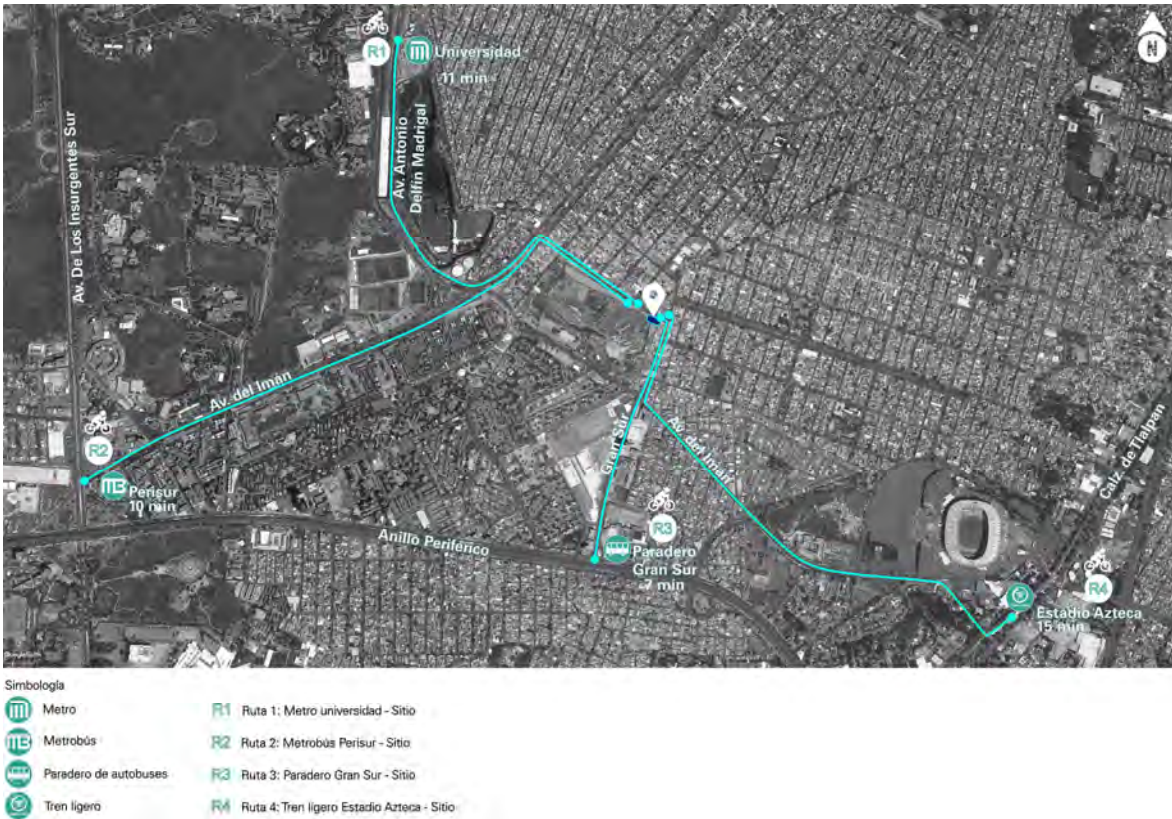 N
R1
Universidad
11 min
Av. Antonio
Delfín Madrigal
Av. De Los Insurgentes Sur
Av. del Imán
R2
Perisur
10 min
Gran Sur
Av. del Imán
Calz. de Tlalpan
Anillo Periférico
R3
Paradero
Gran Sur
7 min
R4
Estadio Azteca
15 min
Simbología
Metro
R1 Ruta 1: Metro universidad - Sitio
Metrobús
R2 Ruta 2: Metrobús Perisur - Sitio
Paradero de autobuses
R3 Ruta 3: Paradero Gran Sur - Sitio
Tren ligero
R4 Ruta 4: Tren ligero Estadio Azteca - Sitio